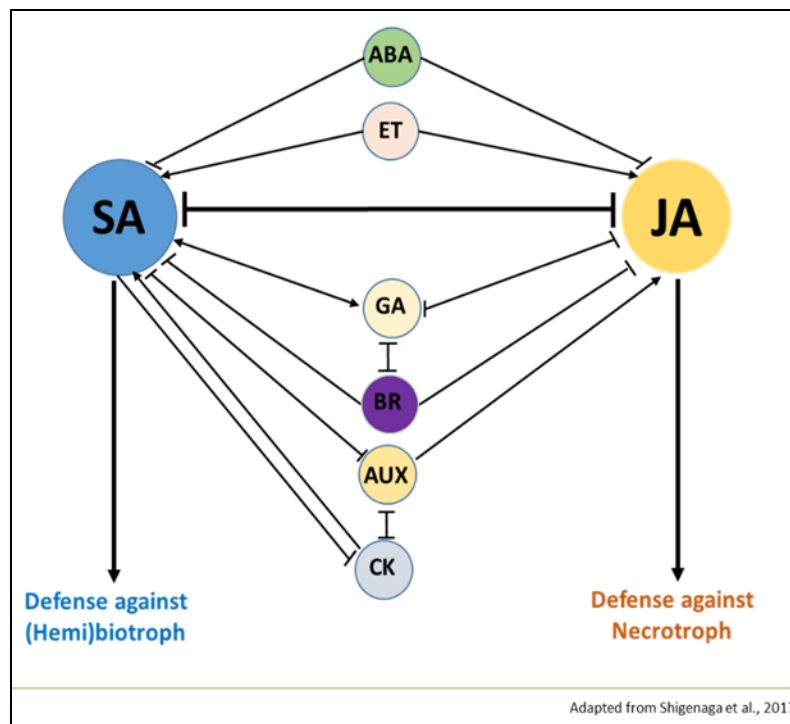 ABA
ET
SA
JA
GA
BR
AUX
CK
Defense against
(Hemi)biotroph
Defense against
Necrotroph
Adapted from Shigenaga et al., 2017